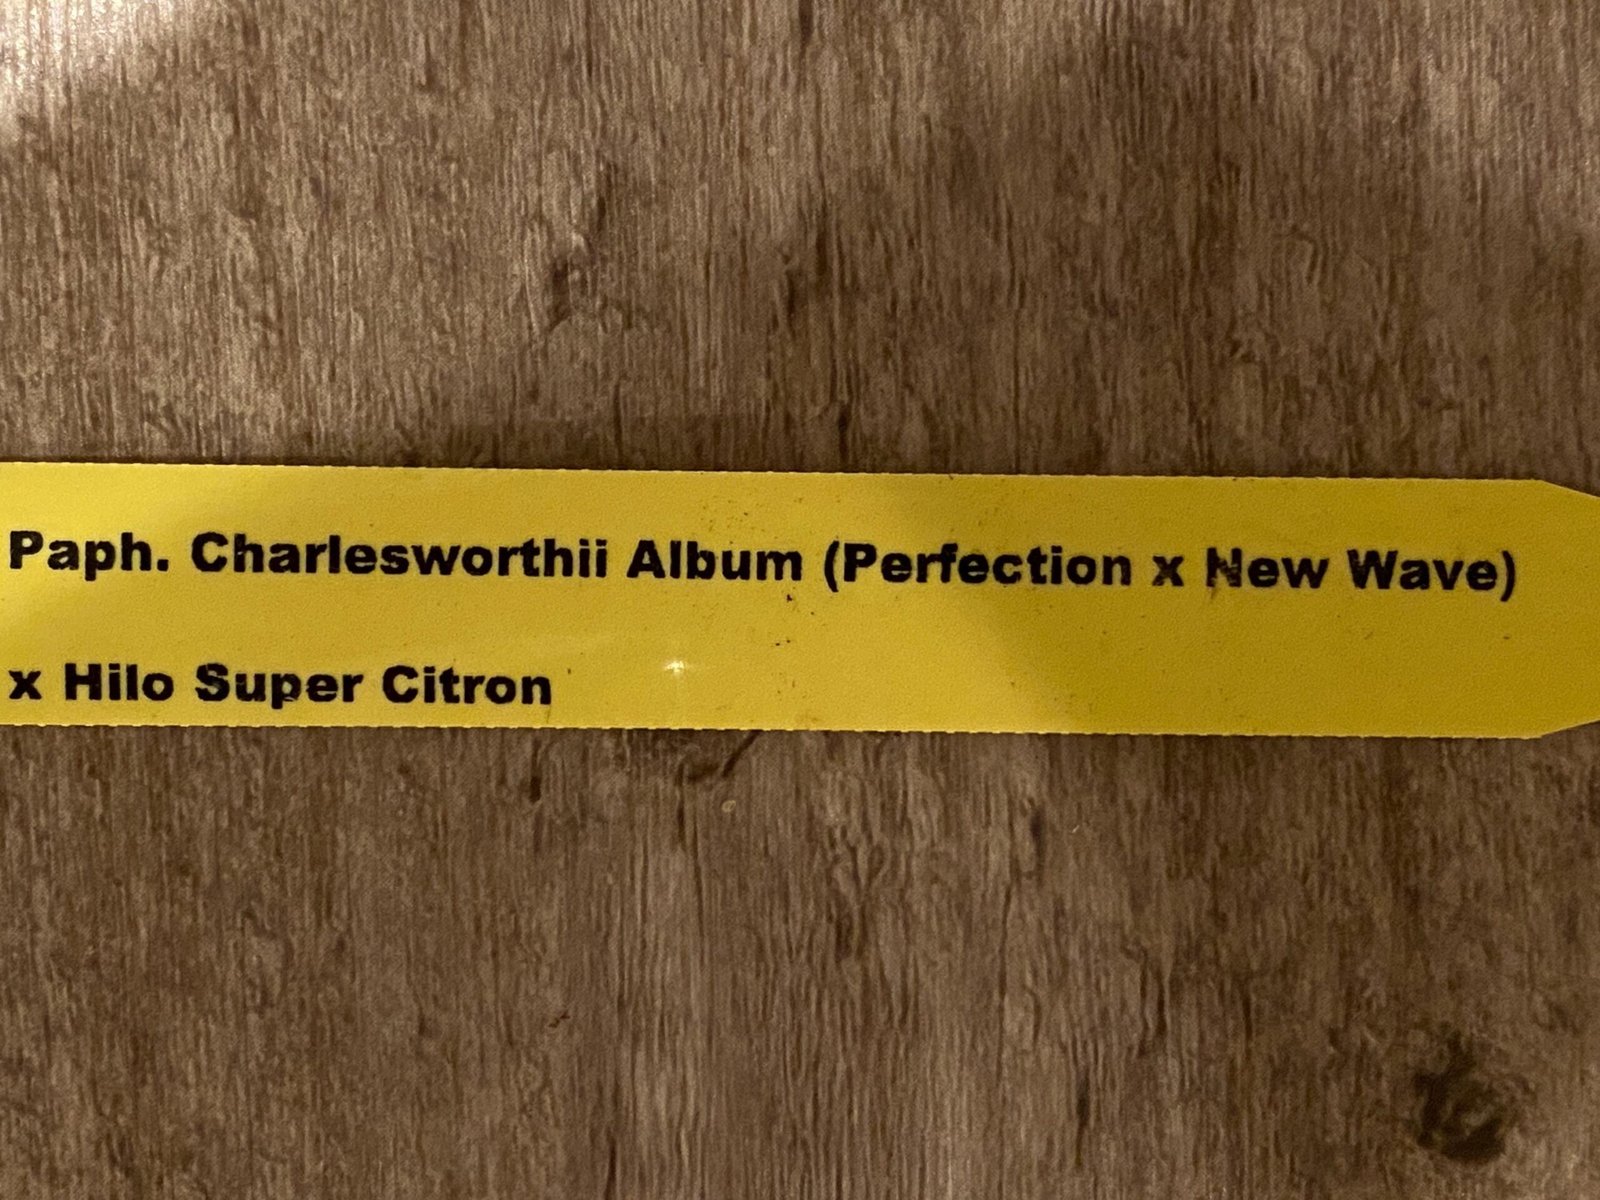 Paph. Charlesworthii Album (Perfection x New Wave)
x Hilo Super Citron